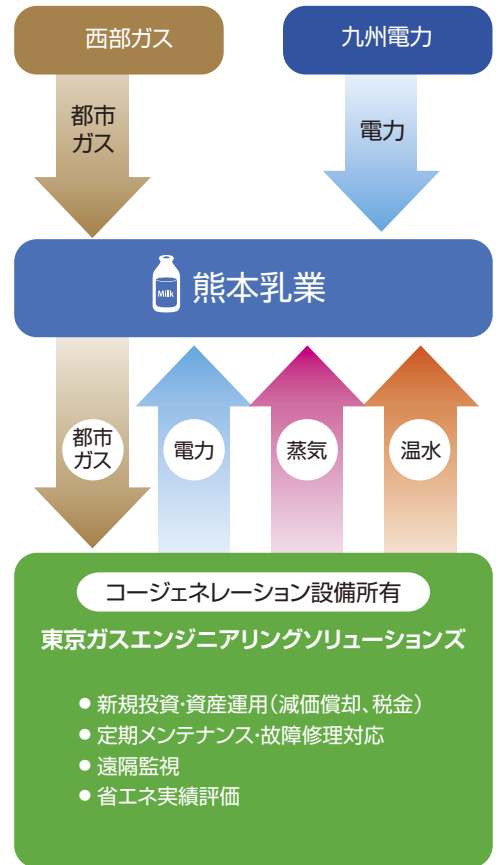 西部ガス
九州電力
都市
ガス
電力
Milk
熊本乳業
都市
ガス
電力
蒸気
温水
コージェネレーション設備所有
東京ガスエンジニアリングソリューションズ
● 新規投資・資産運用（減価償却、税金）
● 定期メンテナンス・故障修理対応
● 遠隔監視
● 省エネ実績評価